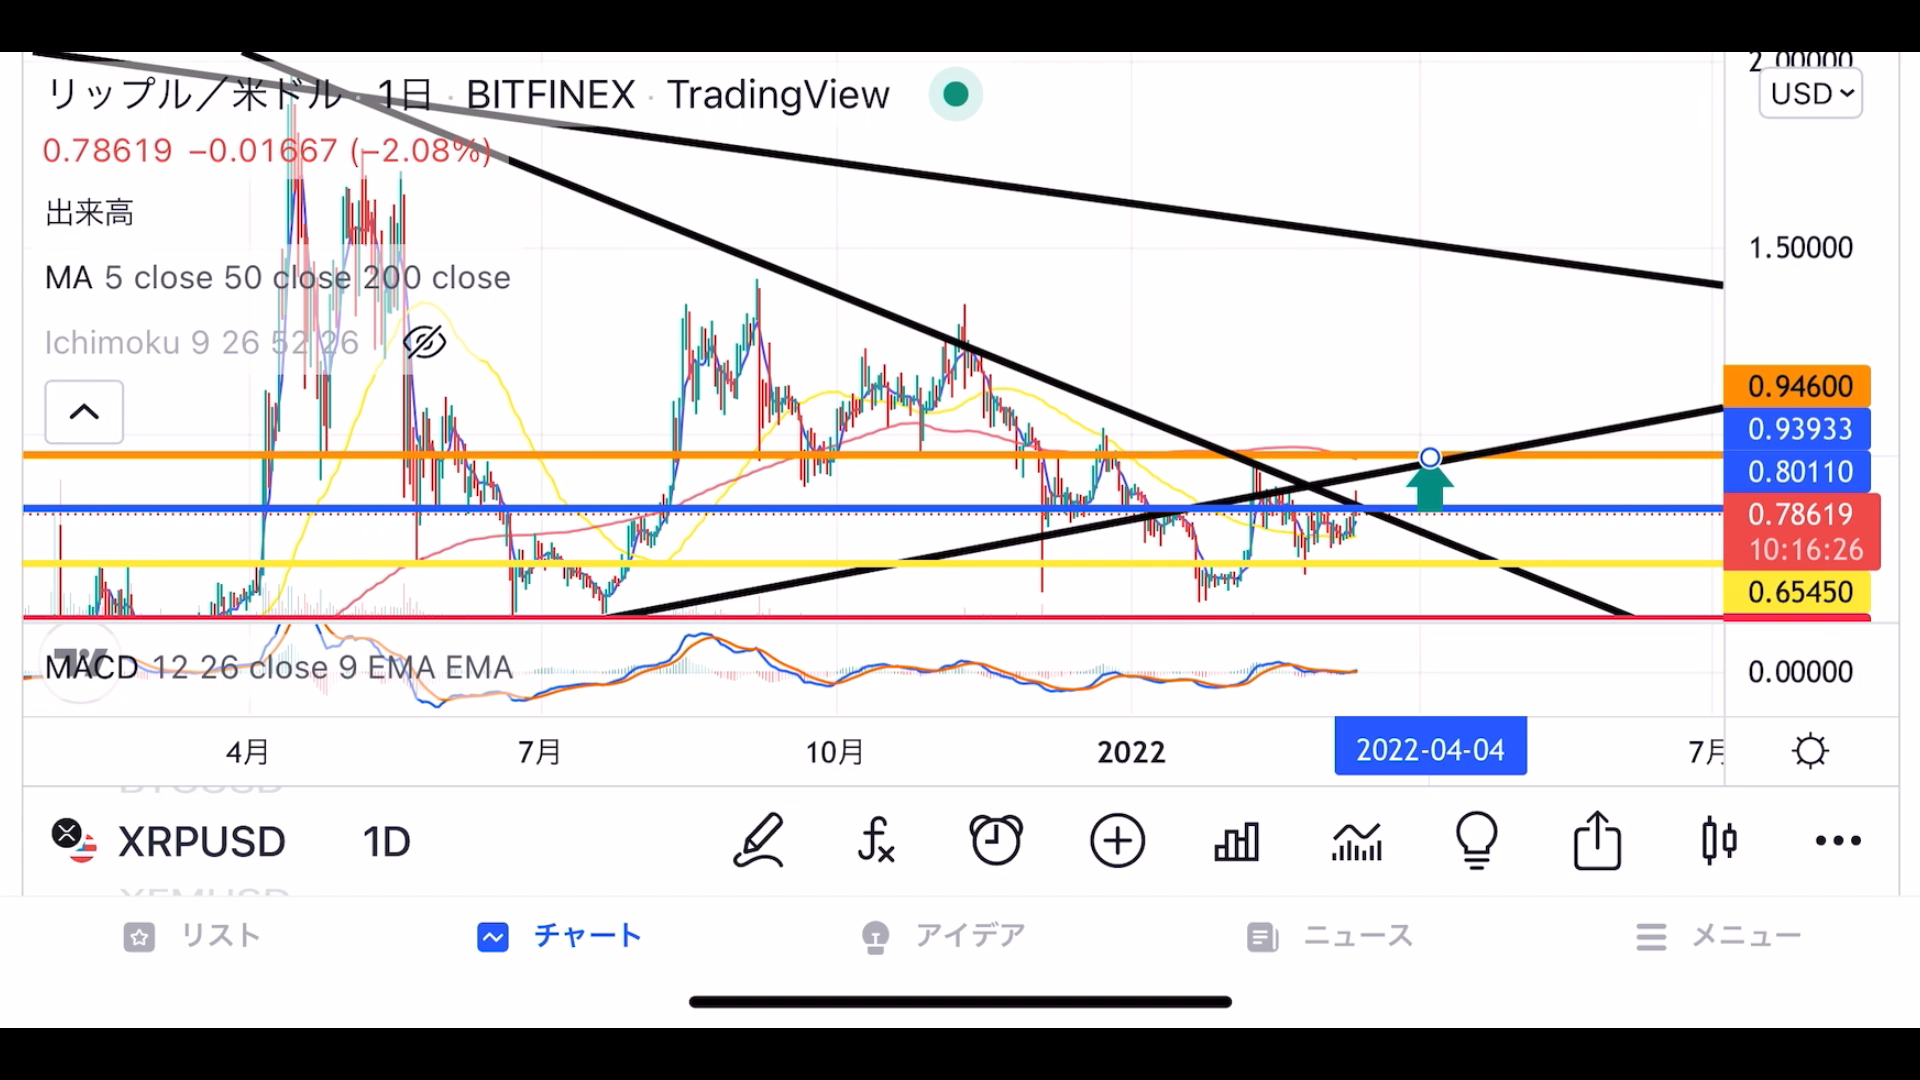 リップル／米ドル · 1日 · BITFINEX · TradingView
2.00000
USD
0.78619 −0.01667 (−2.08%)
出来高
1.50000
MA 5 close 50 close 200 close
Ichimoku 9 26 52 26
0.94600
0.93933
0.80110
0.78619
10:16:26
0.65450
MACD 12 26 close 9 EMA EMA
0.00000
4月 7月 10月 2022 2022-04-04 7月
BTCUSD
XRPUSD 1D
XEMUSD
リスト チャート アイデア ニュース メニュー